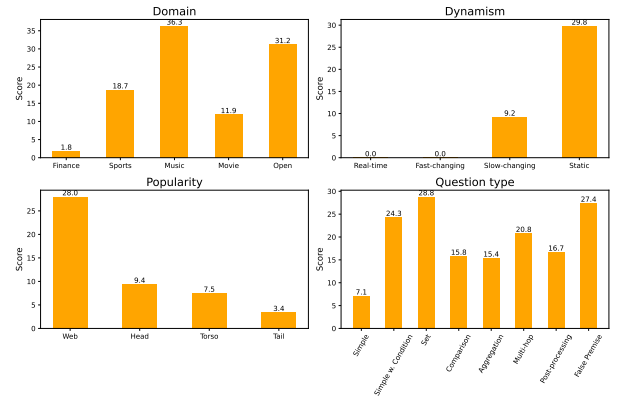 Domain
Score
0
5
10
15
20
25
30
35
1.8
18.7
36.3
11.9
31.2
Finance
Sports
Music
Movie
Open
Dynamism
Score
0
5
10
15
20
25
30
0.0
0.0
9.2
29.8
Real-time
Fast-changing
Slow-changing
Static
Popularity
Score
0
5
10
15
20
25
28.0
9.4
7.5
3.4
Web
Head
Torso
Tail
Question type
Score
0
5
10
15
20
25
30
7.1
24.3
28.8
15.8
15.4
20.8
16.7
27.4
Simple
Simple w. Condition
Set
Comparison
Aggregation
Multi-hop
Post-processing
False Premise